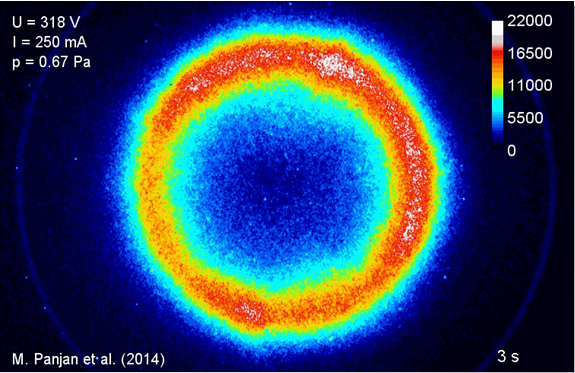 U = 318 V
I = 250 mA
p = 0.67 Pa
22000
16500
11000
5500
0
M. Panjan et al. (2014)
3 s